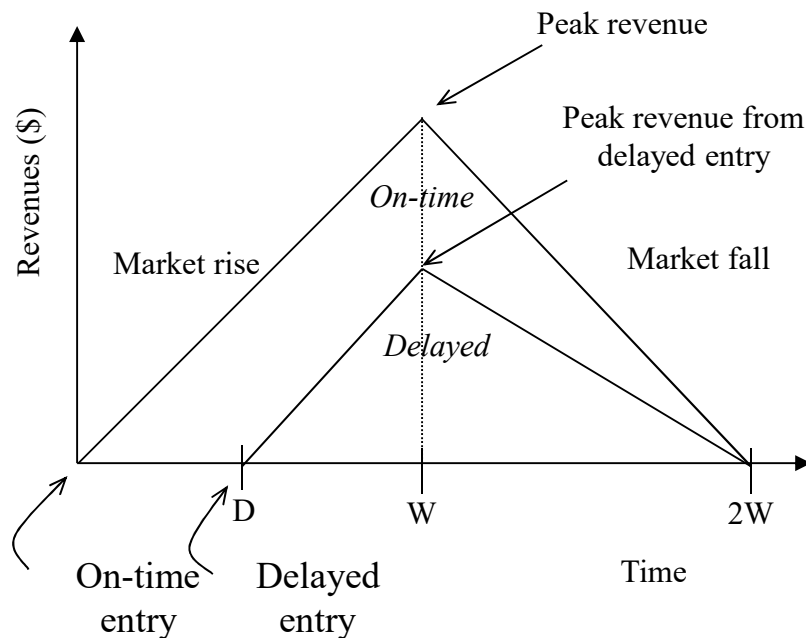 Peak revenue
Peak revenue from
delayed entry
Revenues ($)
On-time
Market rise
Market fall
Delayed
D
W
2W
On-time
entry
Delayed
entry
Time